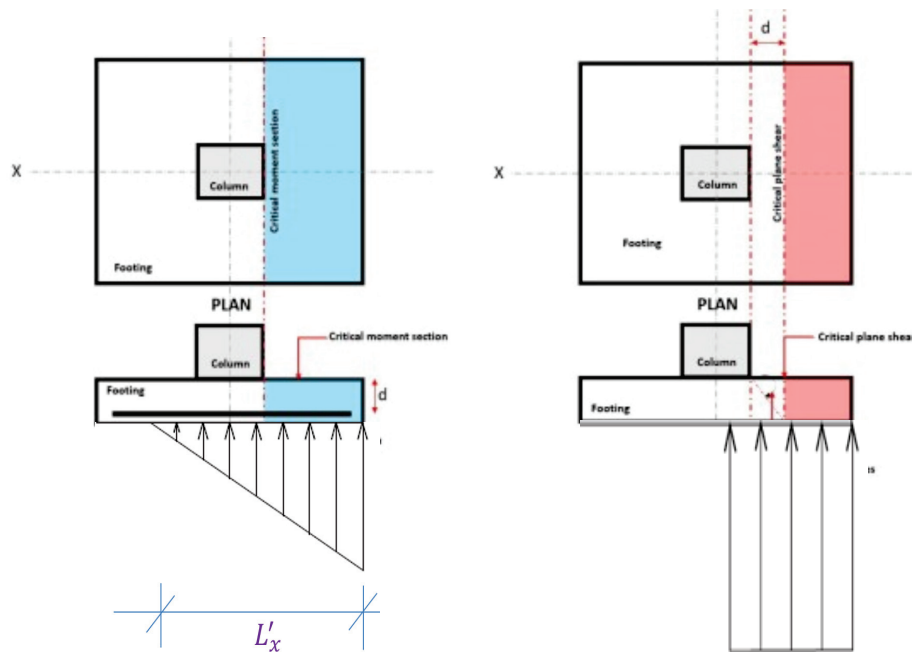 d
Critical moment section
Critical plane shear
X
Column
X
Column
Footing
Footing
PLAN
PLAN
Critical moment section
Critical plane shear
Column
Column
Footing
d
Footing
L'ₓ